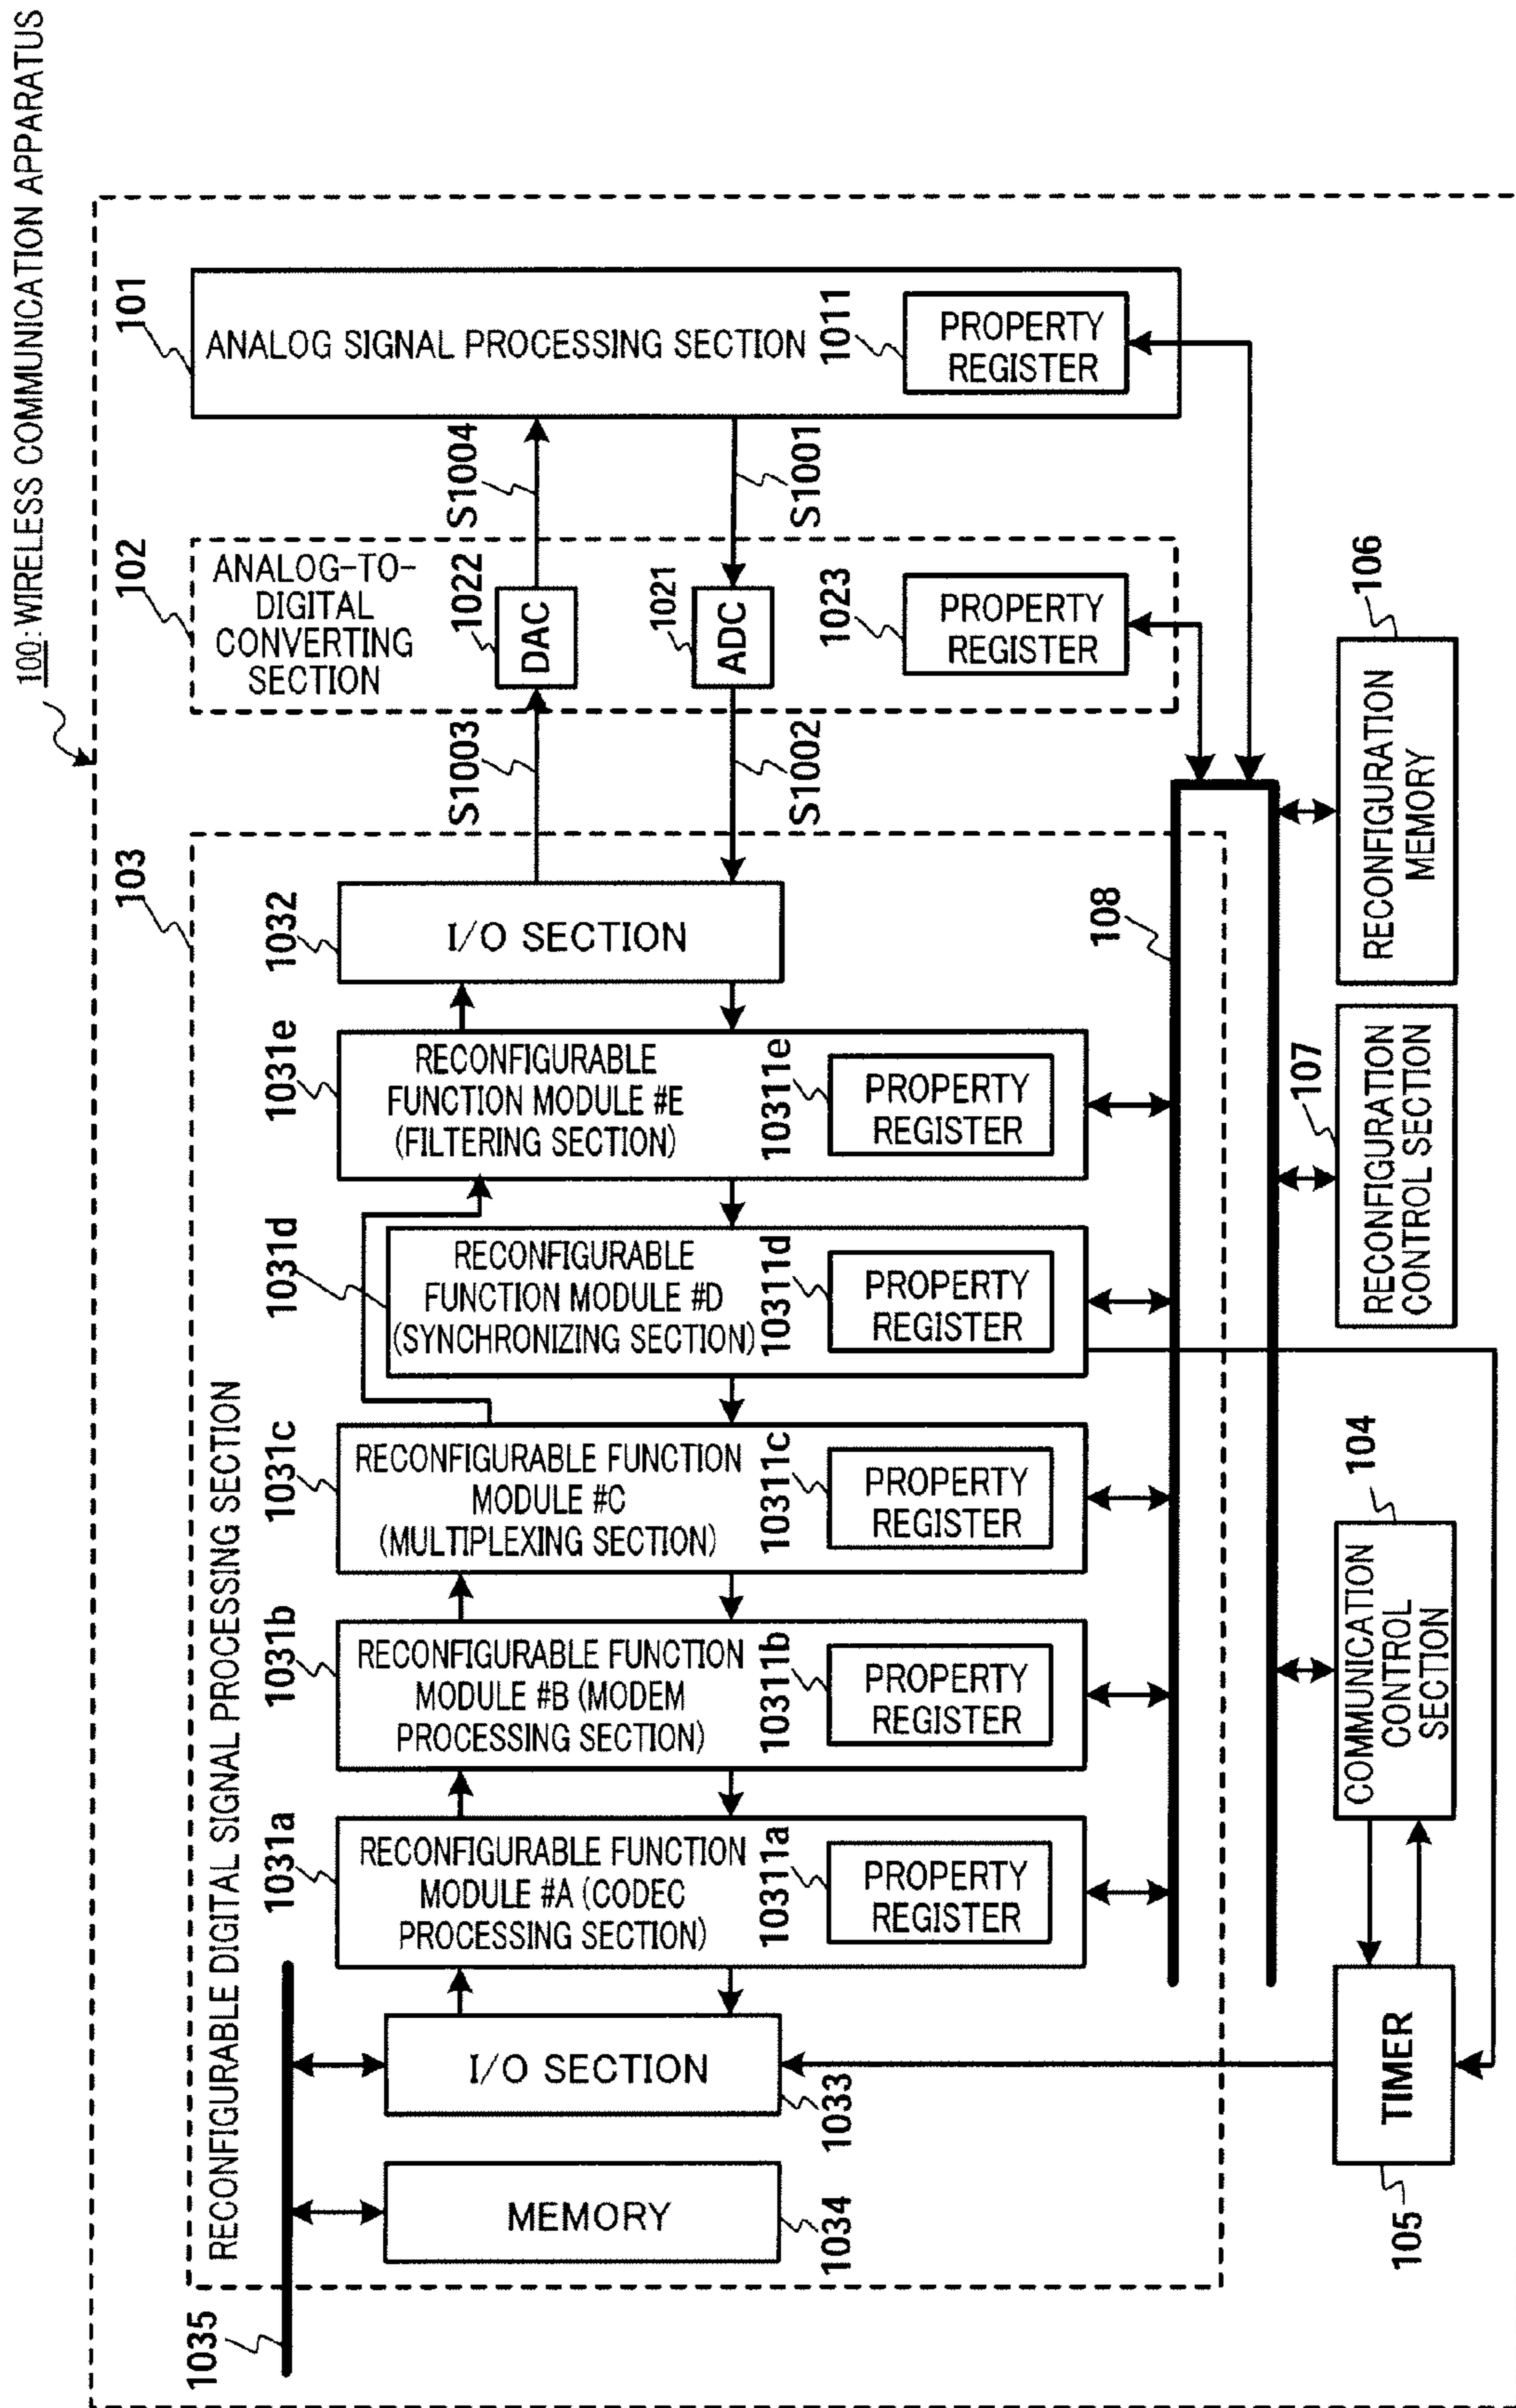 100: WIRELESS COMMUNICATION APPARATUS
103
RECONFIGURABLE DIGITAL SIGNAL PROCESSING SECTION
1035
MEMORY
1034
I/O SECTION
1033
1031a
RECONFIGURABLE FUNCTION
MODULE #A (CODEC
PROCESSING SECTION)
10311a
PROPERTY
REGISTER
1031b
RECONFIGURABLE FUNCTION
MODULE #B (MODEM
PROCESSING SECTION)
10311b
PROPERTY
REGISTER
1031c
RECONFIGURABLE FUNCTION
MODULE #C
(MULTIPLEXING SECTION)
10311c
PROPERTY
REGISTER
1031d
RECONFIGURABLE
FUNCTION MODULE #D
(SYNCHRONIZING SECTION)
10311d
PROPERTY
REGISTER
1031e
RECONFIGURABLE
FUNCTION MODULE #E
(FILTERING SECTION)
10311e
PROPERTY
REGISTER
1032
I/O SECTION
S1003
S1002
102
ANALOG-TO-
DIGITAL
CONVERTING
SECTION
1022
DAC
1021
ADC
1023
PROPERTY
REGISTER
S1004
S1001
101
ANALOG SIGNAL PROCESSING SECTION
1011
PROPERTY
REGISTER
108
105
TIMER
104
COMMUNICATION
CONTROL
SECTION
107
RECONFIGURATION
CONTROL SECTION
106
RECONFIGURATION
MEMORY